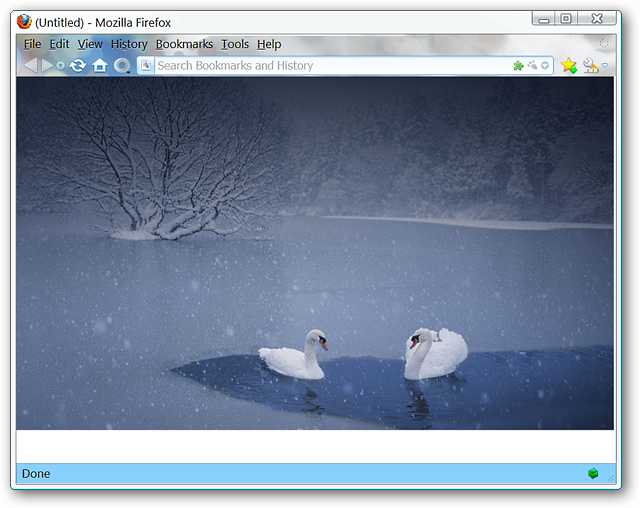 (Untitled) - Mozilla Firefox
File Edit View History Bookmarks Tools Help
Search Bookmarks and History
Done